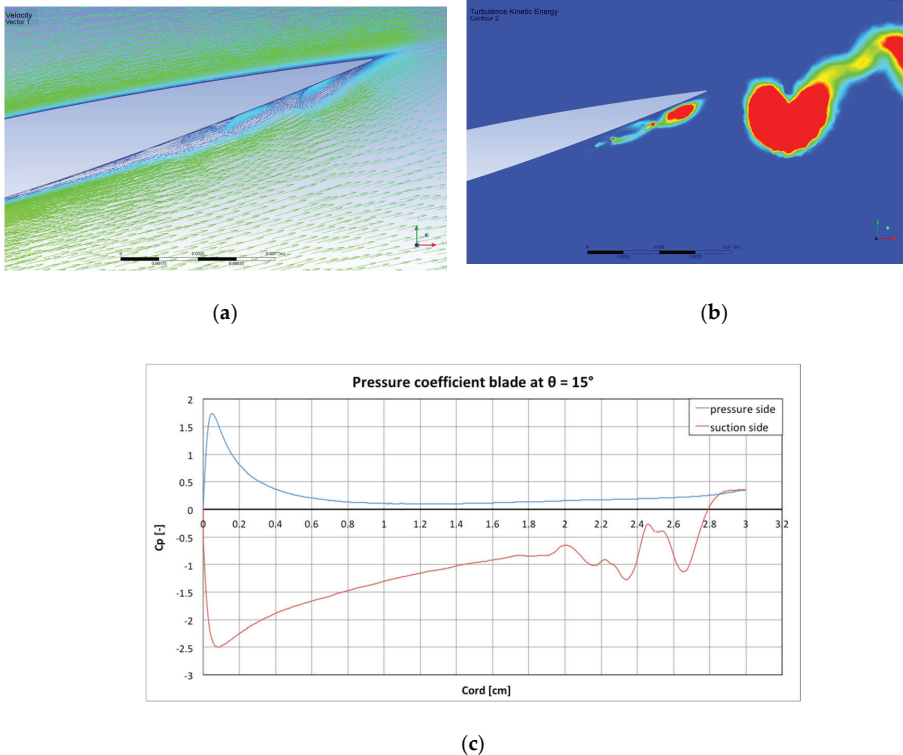 Velocity
Vector 1
Turbulence Kinetic Energy
Contour 2
(a)
(b)
Pressure coefficient blade at θ = 15°
pressure side
suction side
2
1.5
1
0.5
0
-0.5
-1
-1.5
-2
-2.5
-3
0 0.2 0.4 0.6 0.8 1 1.2 1.4 1.6 1.8 2 2.2 2.4 2.6 2.8 3 3.2
Cp [-]
Cord [cm]
(c)